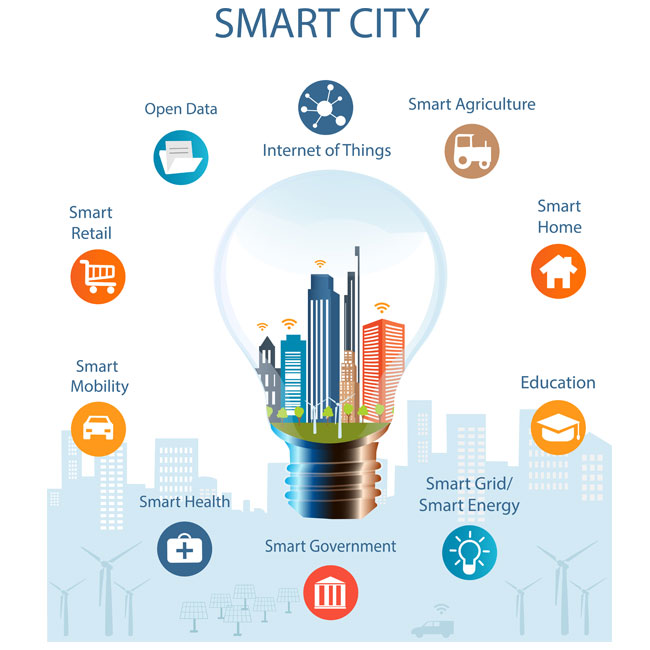 SMART CITY
Open Data
Smart Agriculture
Internet of Things
Smart
Retail
Smart
Home
Smart
Mobility
Education
Smart Health
Smart Grid/
Smart Energy
Smart Government